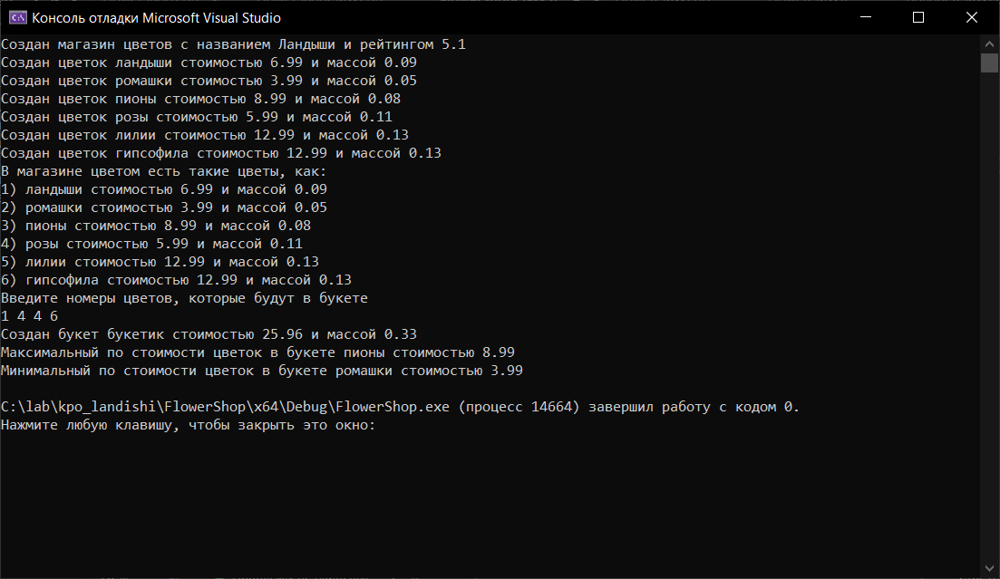 Консоль отладки Microsoft Visual Studio
Создан магазин цветов с названием Ландыши и рейтингом 5.1
Создан цветок ландыши стоимостью 6.99 и массой 0.09
Создан цветок ромашки стоимостью 3.99 и массой 0.05
Создан цветок пионы стоимостью 8.99 и массой 0.08
Создан цветок розы стоимостью 5.99 и массой 0.11
Создан цветок лилии стоимостью 12.99 и массой 0.13
Создан цветок гипсофила стоимостью 12.99 и массой 0.13
В магазине цветом есть такие цветы, как:
1) ландыши стоимостью 6.99 и массой 0.09
2) ромашки стоимостью 3.99 и массой 0.05
3) пионы стоимостью 8.99 и массой 0.08
4) розы стоимостью 5.99 и массой 0.11
5) лилии стоимостью 12.99 и массой 0.13
6) гипсофила стоимостью 12.99 и массой 0.13
Введите номеры цветов, которые будут в букете
1 4 4 6
Создан букет букетик стоимостью 25.96 и массой 0.33
Максимальный по стоимости цветок в букете пионы стоимостью 8.99
Минимальный по стоимости цветок в букете ромашки стоимостью 3.99
C:\lab\kpo_landishi\FlowerShop\x64\Debug\FlowerShop.exe (процесс 14664) завершил работу с кодом 0.
Нажмите любую клавишу, чтобы закрыть это окно: